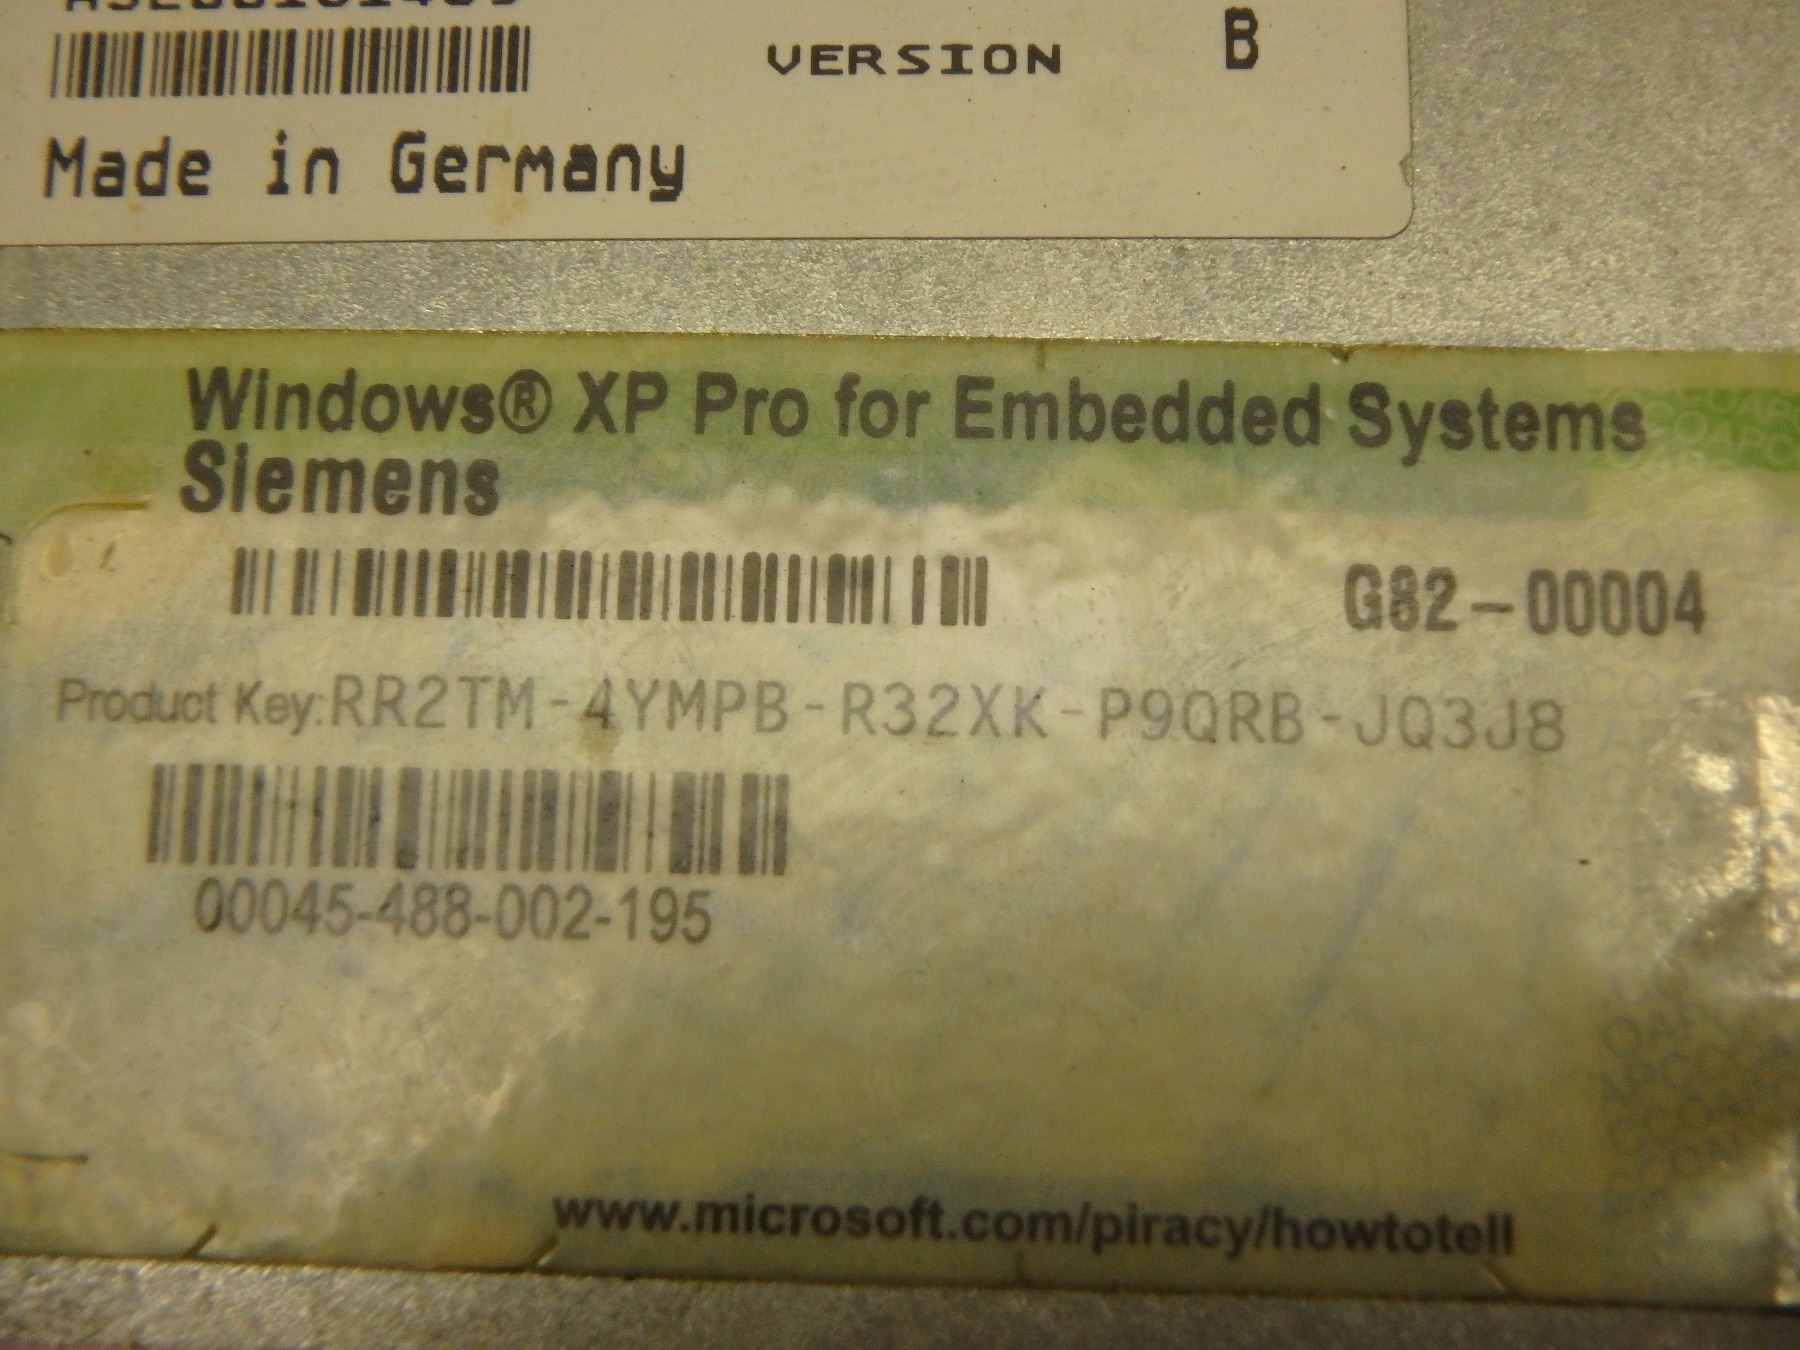 VERSION B
Made in Germany
Windows® XP Pro for Embedded Systems
Siemens
G82-00004
Product Key:RR2TM-4YMPB-R32XK-P9QRB-JQ3J8
00045-488-002-195
www.microsoft.com/piracy/howtotell